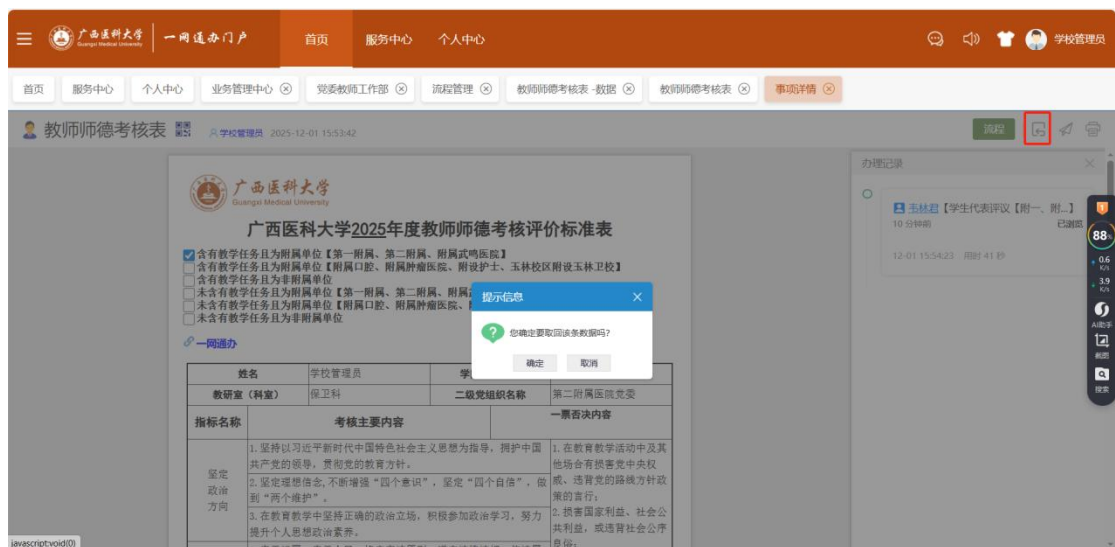 广西医科大学
Guangxi Medical University
一网通办门户
首页
服务中心
个人中心
学校管理员
首页
服务中心
个人中心
业务管理中心
党委教师工作部
流程管理
教师师德考核表 -数据
教师师德考核表
事项详情
教师师德考核表
学校管理员 2025-12-01 15:53:42
流程
广西医科大学
Guangxi Medical University
广西医科大学2025年度教师师德考核评价标准表
含有教学任务且为附属单位【第一附属、第二附属、附属武鸣医院】
含有教学任务且为附属单位【附属口腔、附属肿瘤医院、附设护士、玉林校区附设玉林卫校】
含有教学任务且为非附属单位
未含有教学任务且为附属单位【第一附属、第二附属、附属
未含有教学任务且为附属单位【附属口腔、附属肿瘤医院、
未含有教学任务且为非附属单位
一网通办
姓名
学校管理员
学
教研室（科室）
保卫科
二级党组织名称
第二附属医院党委
指标名称
考核主要内容
一票否决内容
坚定
政治
方向
1. 坚持以习近平新时代中国特色社会主义思想为指导，拥护中国
共产党的领导，贯彻党的教育方针。
2. 坚定理想信念,不断增强“四个意识”，坚定“四个自信”，做
到“两个维护”。
3. 在教育教学中坚持正确的政治立场，积极参加政治学习，努力
提升个人思想政治素养。
1. 在教育教学活动中及其
他场合有损害党中央权
威、违背党的路线方针政
策的言行；
2. 损害国家利益、社会公
共利益，或违背社会公序
良俗；
提示信息
您确定要取回该条数据吗?
确定
取消
办理记录
韦林君【学生代表评议【附一、附...】
10 分钟前
已浏览
12-01 15:54:23 用时 41 秒
1
88%
0.6
K/s
3.9
K/s
AI助手
截图
搜索
javascript:void(0)